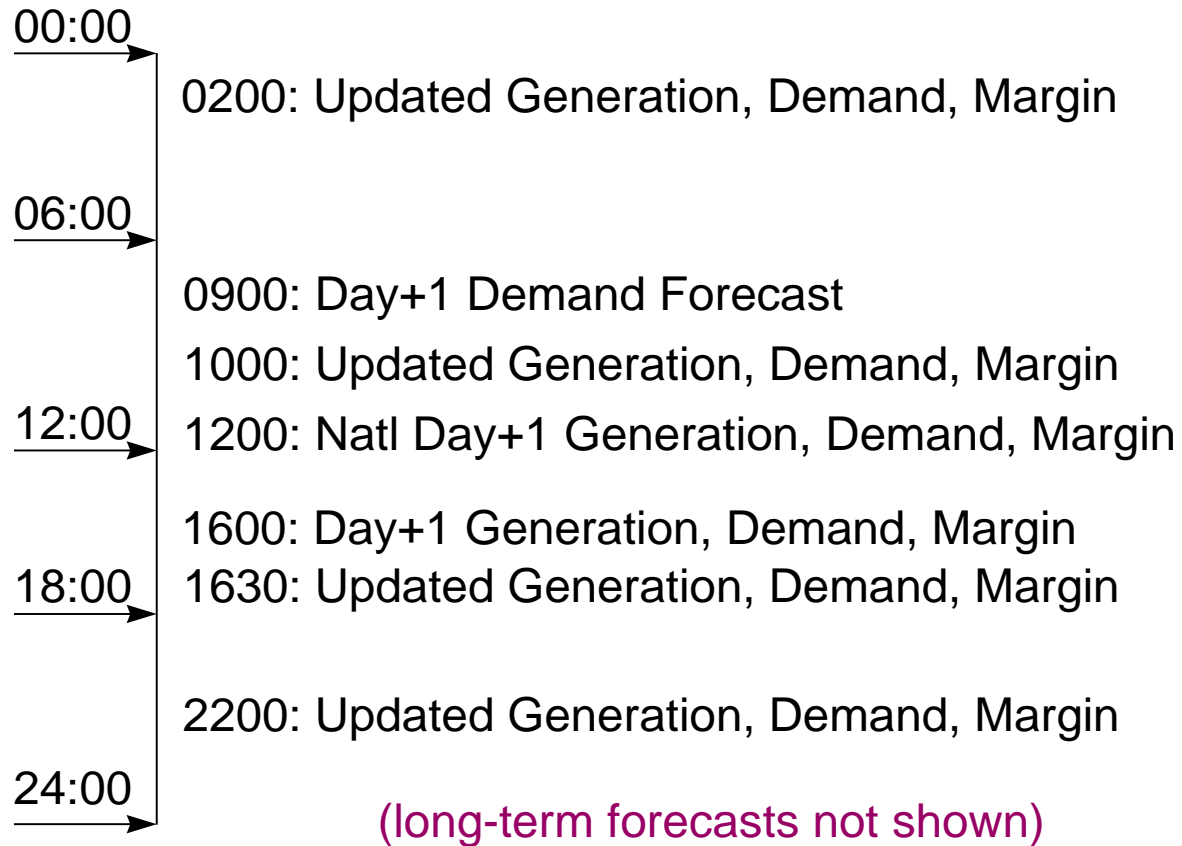 00:00
0200: Updated Generation, Demand, Margin
06:00
0900: Day+1 Demand Forecast
1000: Updated Generation, Demand, Margin
12:00
1200: Natl Day+1 Generation, Demand, Margin
1600: Day+1 Generation, Demand, Margin
18:00
1630: Updated Generation, Demand, Margin
2200: Updated Generation, Demand, Margin
24:00
(long-term forecasts not shown)